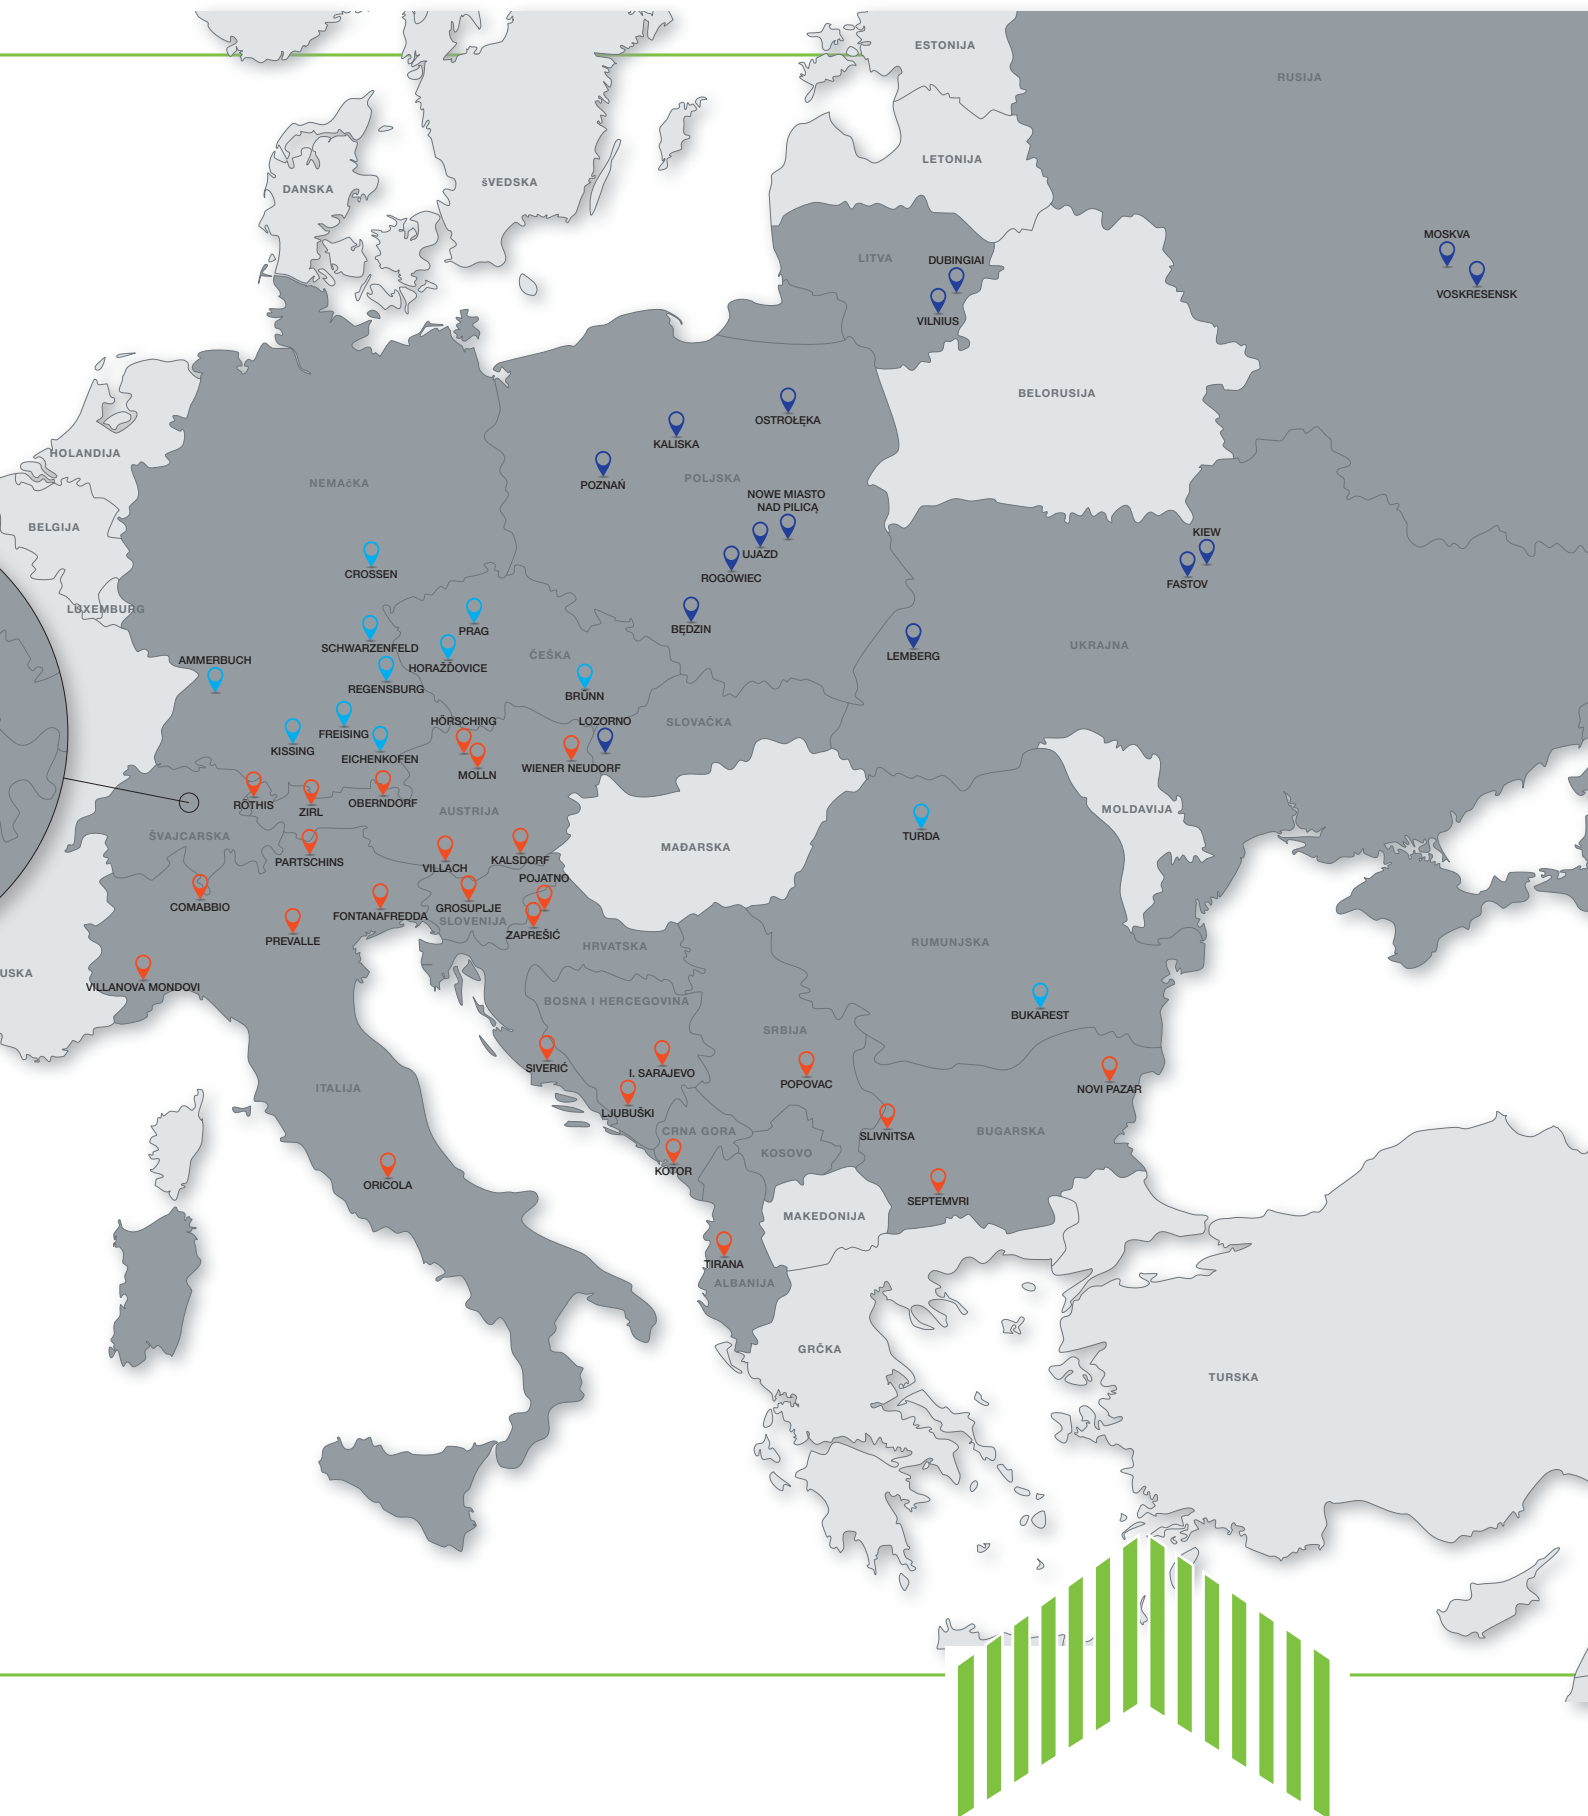 ESTONIJA
RUSIJA
LETONIJA
DANSKA
šVEDSKA
MOSKVA
LITVA
DUBINGIAI
VOSKRESENSK
VILNIUS
BELORUSIJA
OSTROŁĘKA
KALISKA
HOLANDIJA
NEMAčKA
POLJSKA
POZNAŃ
NOWE MIASTO
NAD PILICĄ
BELGIJA
KIEW
UJAZD
CROSSEN
ROGOWIEC
FASTOV
LUXEMBURG
PRAG
BĘDZIN
UKRAJNA
SCHWARZENFELD
ČEŠKA
LEMBERG
AMMERBUCH
HORAŽĎOVICE
REGENSBURG
BRÜNN
HÖRSCHING
LOZORNO
SLOVAČKA
FREISING
KISSING
EICHENKOFEN
WIENER NEUDORF
MOLLN
RÖTHIS
OBERNDORF
ZIRL
AUSTRIJA
MOLDAVIJA
ŠVAJCARSKA
TURDA
MAĐARSKA
PARTSCHINS
VILLACH
KALSDORF
POJATNO
COMABBIO
GROSUPLJE
FONTANAFREDDA
SLOVENIJA
ZAPREŠIĆ
PREVALLE
HRVATSKA
RUMUNJSKA
USKA
VILLANOVA MONDOVI
BOSNA I HERCEGOVINA
BUKAREST
SRBIJA
SIVERIĆ
I. SARAJEVO
POPOVAC
ITALIJA
NOVI PAZAR
LJUBUŠKI
CRNA GORA
SLIVNITSA
BUGARSKA
KOSOVO
KOTOR
ORICOLA
SEPTEMVRI
MAKEDONIJA
TIRANA
ALBANIJA
GRČKA
TURSKA